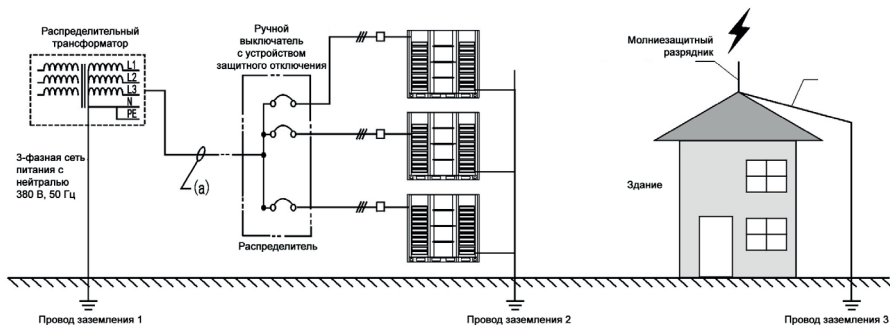 Распределительный
трансформатор
L1
L2
L3
N
PE
3-фазная сеть
питания с
нейтралью
380 В, 50 Гц
(a)
Ручной
выключатель
с устройством
защитного отключения
Распределитель
Молниезащитный
разрядник
Здание
Провод заземления 1
Провод заземления 2
Провод заземления 3